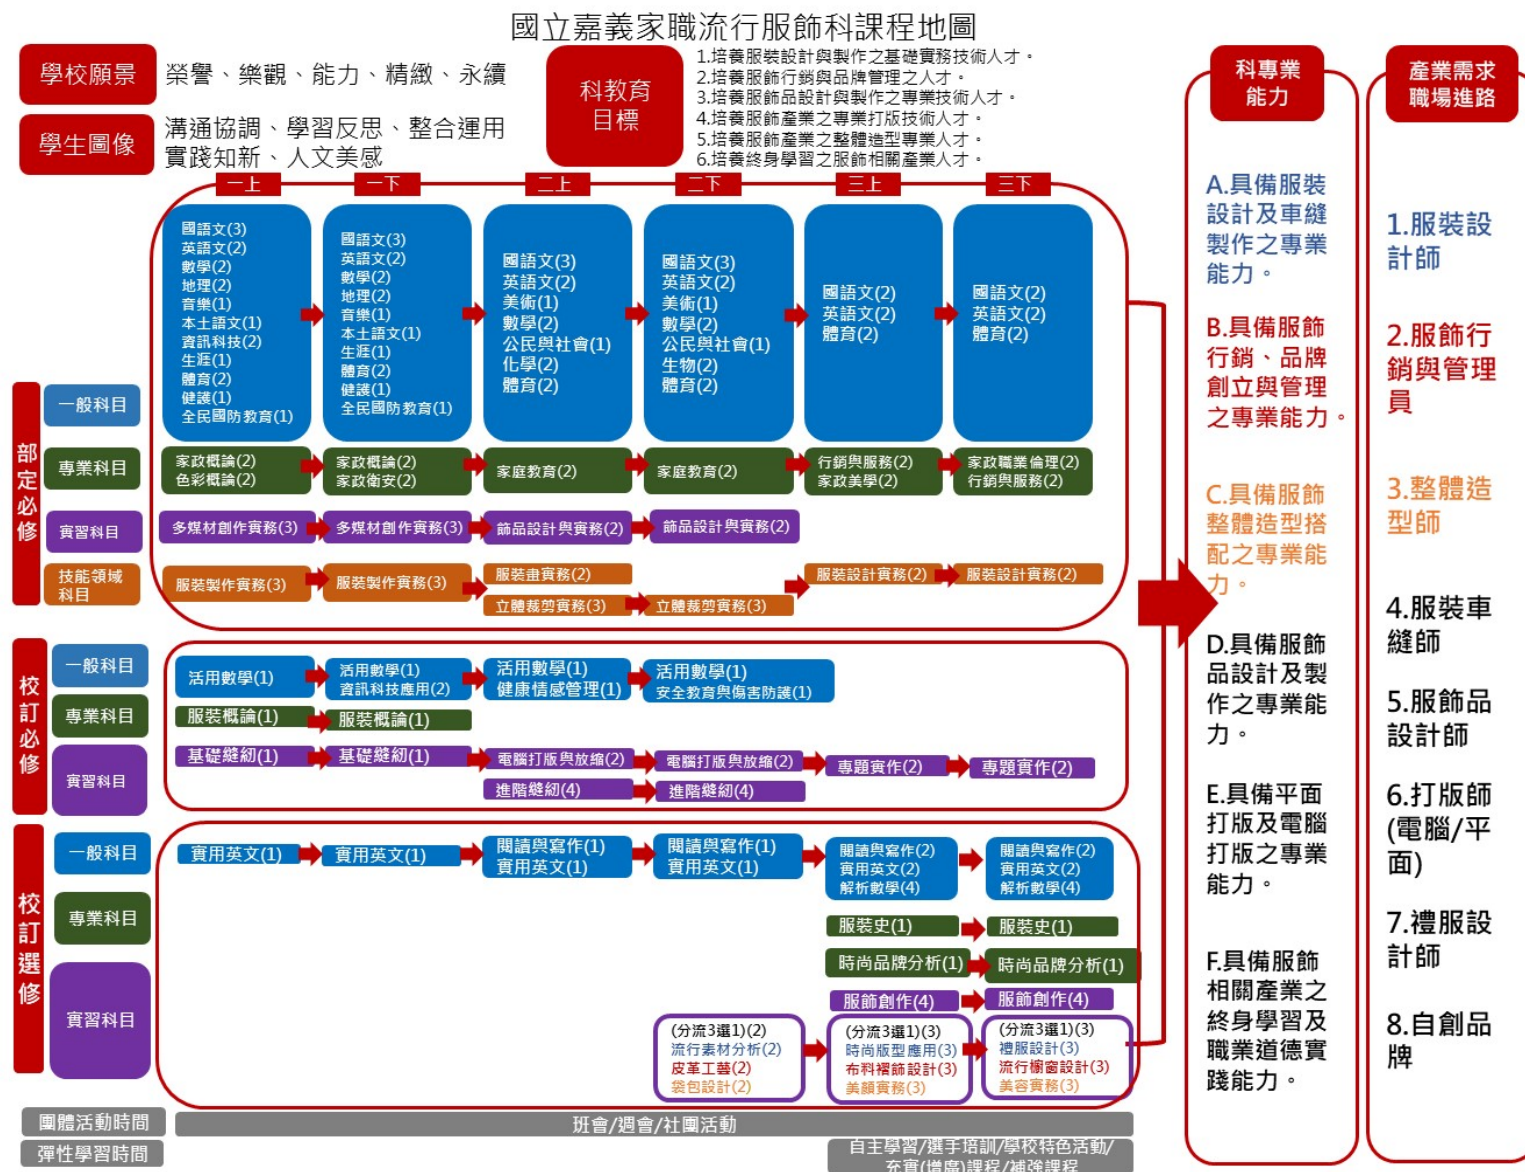 國立嘉義家職流行服飾科課程地圖
學校願景
榮譽、樂觀、能力、精緻、永續
學生圖像
溝通協調、學習反思、整合運用
實踐知新、人文美感
科教育
目標
1.培養服裝設計與製作之基礎實務技術人才。
2.培養服飾行銷與品牌管理之人才。
3.培養服飾品設計與製作之專業技術人才。
4.培養服飾產業之專業打版技術人才。
5.培養服飾產業之整體造型專業人才。
6.培養終身學習之服飾相關產業人才。
一上
一下
二上
二下
三上
三下
部定必修
一般科目
國語文(3)
英語文(2)
數學(2)
地理(2)
音樂(1)
本土語文(1)
資訊科技(2)
生涯(1)
體育(2)
健護(1)
全民國防教育(1)
國語文(3)
英語文(2)
數學(2)
地理(2)
音樂(1)
本土語文(1)
生涯(1)
體育(2)
健護(1)
全民國防教育(1)
國語文(3)
英語文(2)
美術(1)
數學(2)
公民與社會(1)
化學(2)
體育(2)
國語文(3)
英語文(2)
美術(1)
數學(2)
公民與社會(1)
生物(2)
體育(2)
國語文(2)
英語文(2)
體育(2)
國語文(2)
英語文(2)
體育(2)
專業科目
家政概論(2)
色彩概論(2)
家政概論(2)
家政衛安(2)
家庭教育(2)
家庭教育(2)
行銷與服務(2)
家政美學(2)
家政職業倫理(2)
行銷與服務(2)
實習科目
多媒材創作實務(3)
多媒材創作實務(3)
飾品設計與實務(2)
飾品設計與實務(2)
技能領域
科目
服裝製作實務(3)
服裝製作實務(3)
服裝畫實務(2)
立體裁剪實務(3)
立體裁剪實務(3)
服裝設計實務(2)
服裝設計實務(2)
校訂必修
一般科目
活用數學(1)
活用數學(1)
資訊科技應用(2)
活用數學(1)
健康情感管理(1)
活用數學(1)
安全教育與傷害防護(1)
專業科目
服裝概論(1)
服裝概論(1)
實習科目
基礎縫紉(1)
基礎縫紉(1)
電腦打版與放縮(2)
電腦打版與放縮(2)
專題實作(2)
專題實作(2)
進階縫紉(4)
進階縫紉(4)
校訂選修
一般科目
實用英文(1)
實用英文(1)
閱讀與寫作(1)
實用英文(1)
閱讀與寫作(1)
實用英文(1)
閱讀與寫作(2)
實用英文(2)
解析數學(4)
閱讀與寫作(2)
實用英文(2)
解析數學(4)
專業科目
服裝史(1)
服裝史(1)
時尚品牌分析(1)
時尚品牌分析(1)
實習科目
服飾創作(4)
服飾創作(4)
(分流3選1)(2)
流行素材分析(2)
皮革工藝(2)
袋包設計(2)
(分流3選1)(3)
時尚版型應用(3)
布料褶飾設計(3)
美顏實務(3)
(分流3選1)(3)
禮服設計(3)
流行櫥窗設計(3)
美容實務(3)
團體活動時間
班會/週會/社團活動
彈性學習時間
自主學習/選手培訓/學校特色活動/
充實(增廣)課程/補強課程
科專業
能力
A.具備服裝
設計及車縫
製作之專業
能力。
B.具備服飾
行銷、品牌
創立與管理
之專業能力。
C.具備服飾
整體造型搭
配之專業能
力。
D.具備服飾
品設計及製
作之專業能
力。
E.具備平面
打版及電腦
打版之專業
能力。
F.具備服飾
相關產業之
終身學習及
職業道德實
踐能力。
產業需求
職場進路
1.服裝設
計師
2.服飾行
銷與管理
員
3.整體造
型師
4.服裝車
縫師
5.服飾品
設計師
6.打版師
(電腦/平
面)
7.禮服設
計師
8.自創品
牌